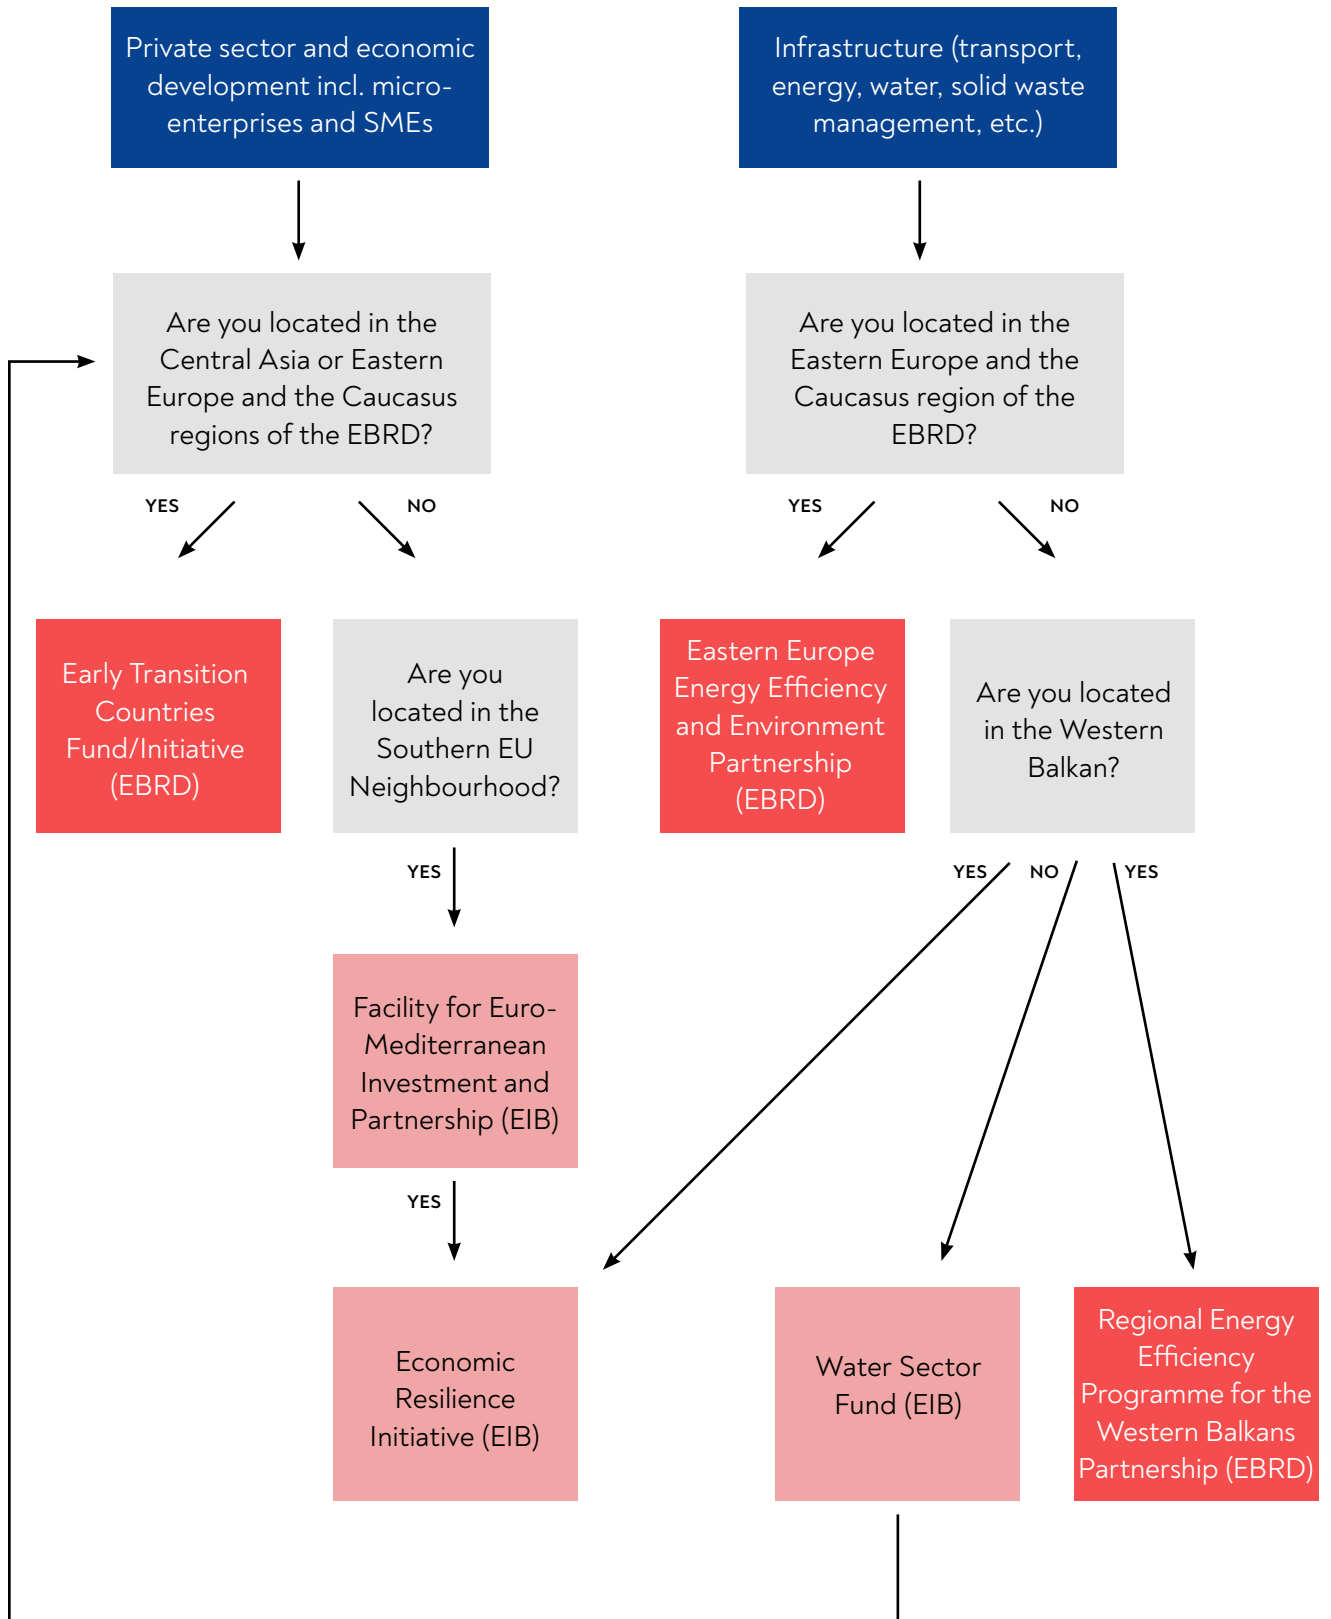 Private sector and economic
development incl. micro-
enterprises and SMEs
Infrastructure (transport,
energy, water, solid waste
management, etc.)
Are you located in the
Central Asia or Eastern
Europe and the Caucasus
regions of the EBRD?
Are you located in the
Eastern Europe and the
Caucasus region of the
EBRD?
YES
NO
YES
NO
Early Transition
Countries
Fund/Initiative
(EBRD)
Are you
located in the
Southern EU
Neighbourhood?
Eastern Europe
Energy Efficiency
and Environment
Partnership
(EBRD)
Are you located
in the Western
Balkan?
YES
YES
NO
YES
Facility for Euro-
Mediterranean
Investment and
Partnership (EIB)
YES
Economic
Resilience
Initiative (EIB)
Water Sector
Fund (EIB)
Regional Energy
Efficiency
Programme for the
Western Balkans
Partnership (EBRD)